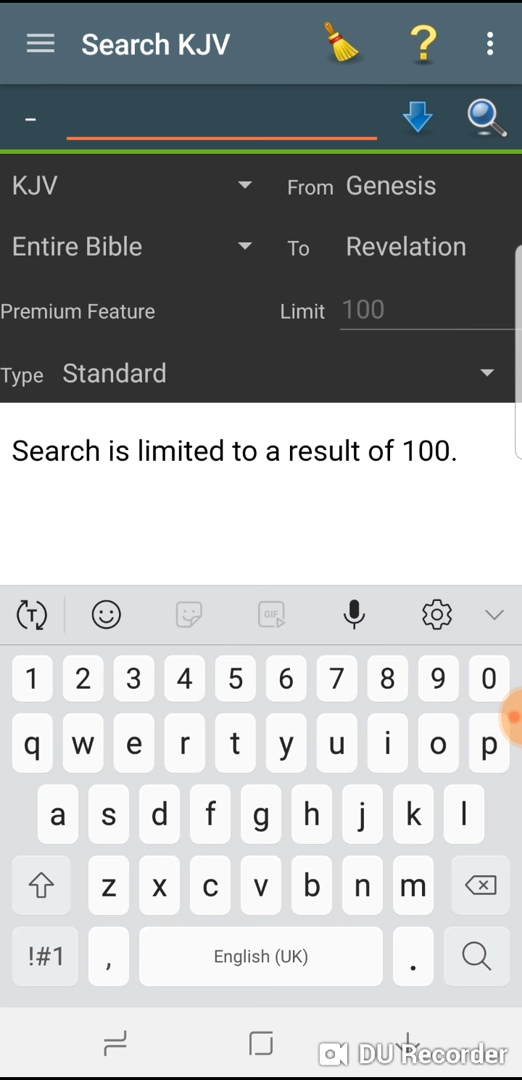 Search KJV
KJV From Genesis
Entire Bible To Revelation
Premium Feature Limit 100
Type Standard
Search is limited to a result of 100.
GIF
1 2 3 4 5 6 7 8 9 0
q w e r t y u i o p
a s d f g h j k l
z x c v b n m
!#1 , English (UK) .
DU Recorder